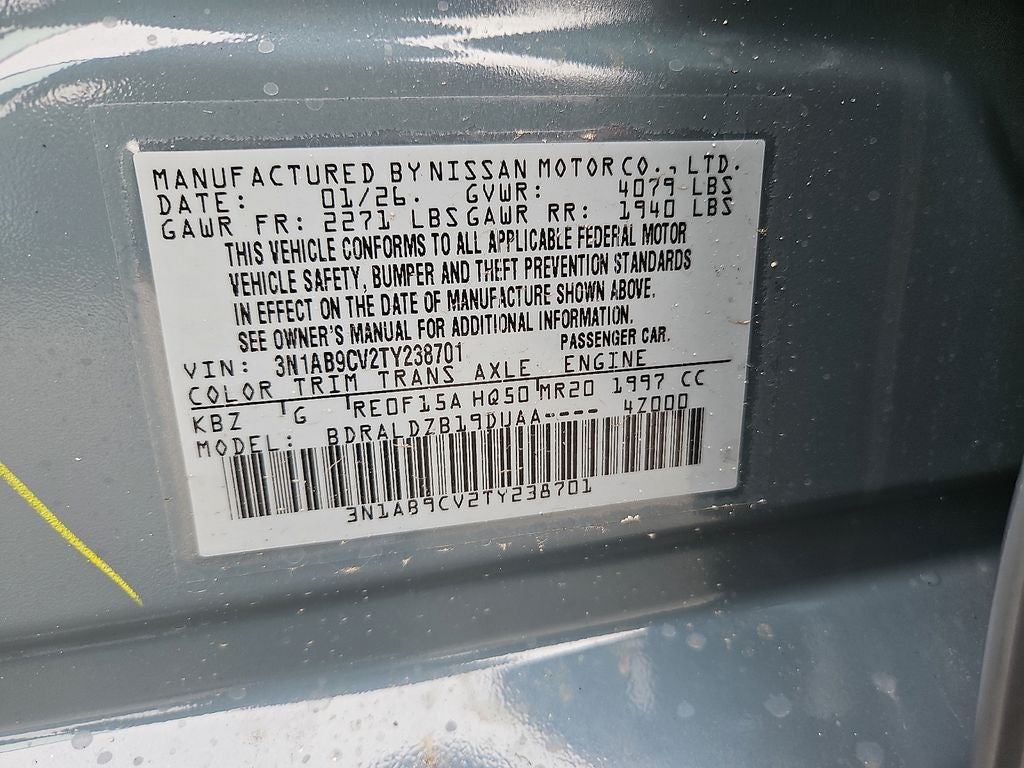 MANUFACTURED BY NISSAN MOTOR CO., LTD.
DATE: 01/26. GVWR: 4079 LBS
GAWR FR: 2271 LBS GAWR RR: 1940 LBS
THIS VEHICLE CONFORMS TO ALL APPLICABLE FEDERAL MOTOR
VEHICLE SAFETY, BUMPER AND THEFT PREVENTION STANDARDS
IN EFFECT ON THE DATE OF MANUFACTURE SHOWN ABOVE.
SEE OWNER'S MANUAL FOR ADDITIONAL INFORMATION.
VIN: 3N1AB9CV2TY238701 PASSENGER CAR.
COLOR TRIM TRANS AXLE ENGINE
KBZ G RE0F15A HQ50 MR20 1997 CC
MODEL: BDRALDZB19DUAA---- 4Z000
3N1AB9CV2TY238701